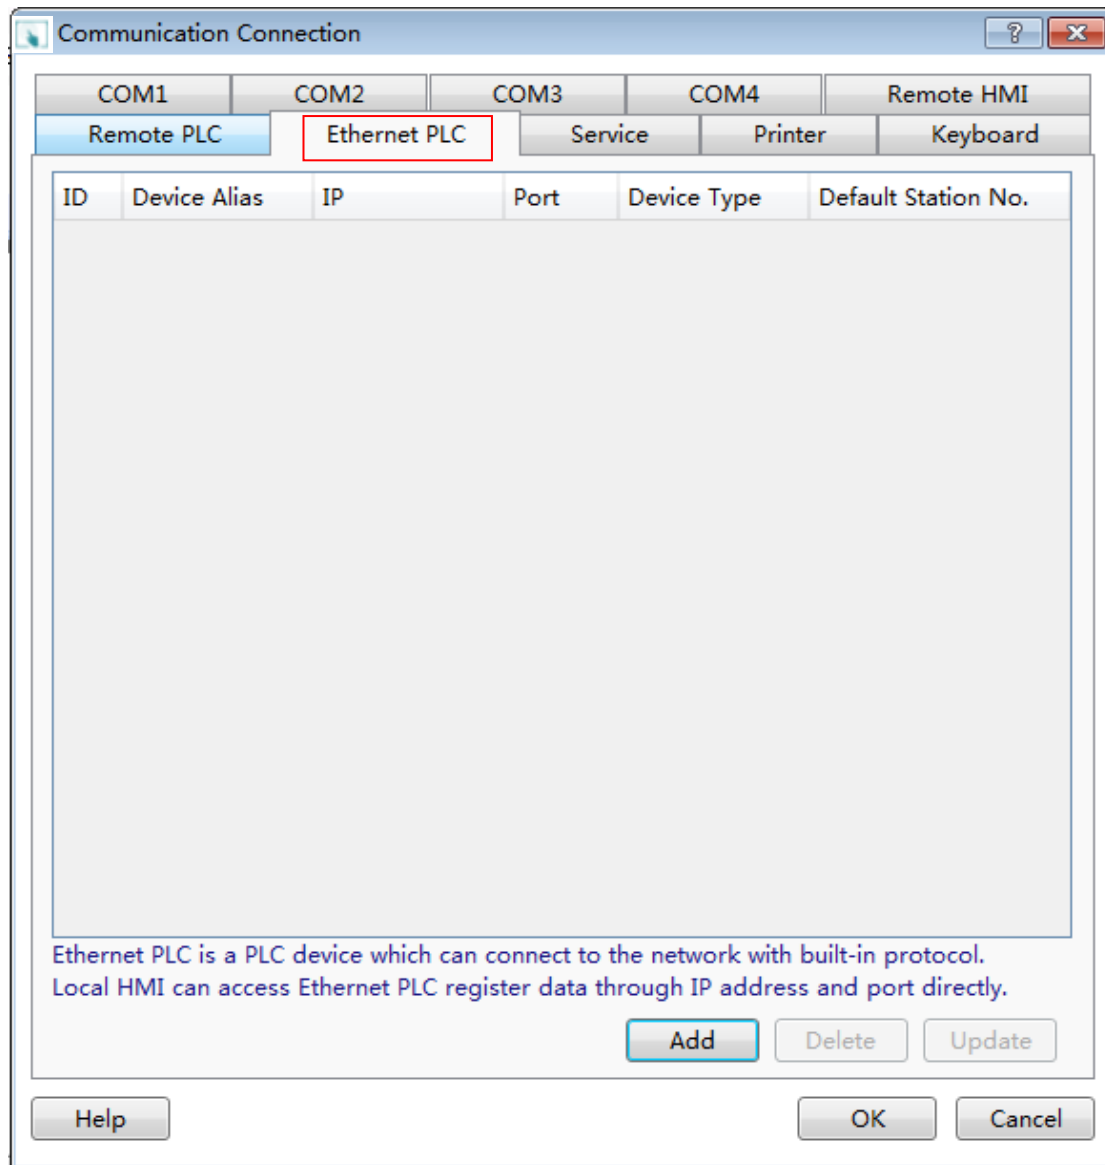 Communication Connection
COM1 COM2 COM3 COM4 Remote HMI
Remote PLC Ethernet PLC Service Printer Keyboard
ID Device Alias IP Port Device Type Default Station No.
Ethernet PLC is a PLC device which can connect to the network with built-in protocol.
Local HMI can access Ethernet PLC register data through IP address and port directly.
Add Delete Update
Help OK Cancel